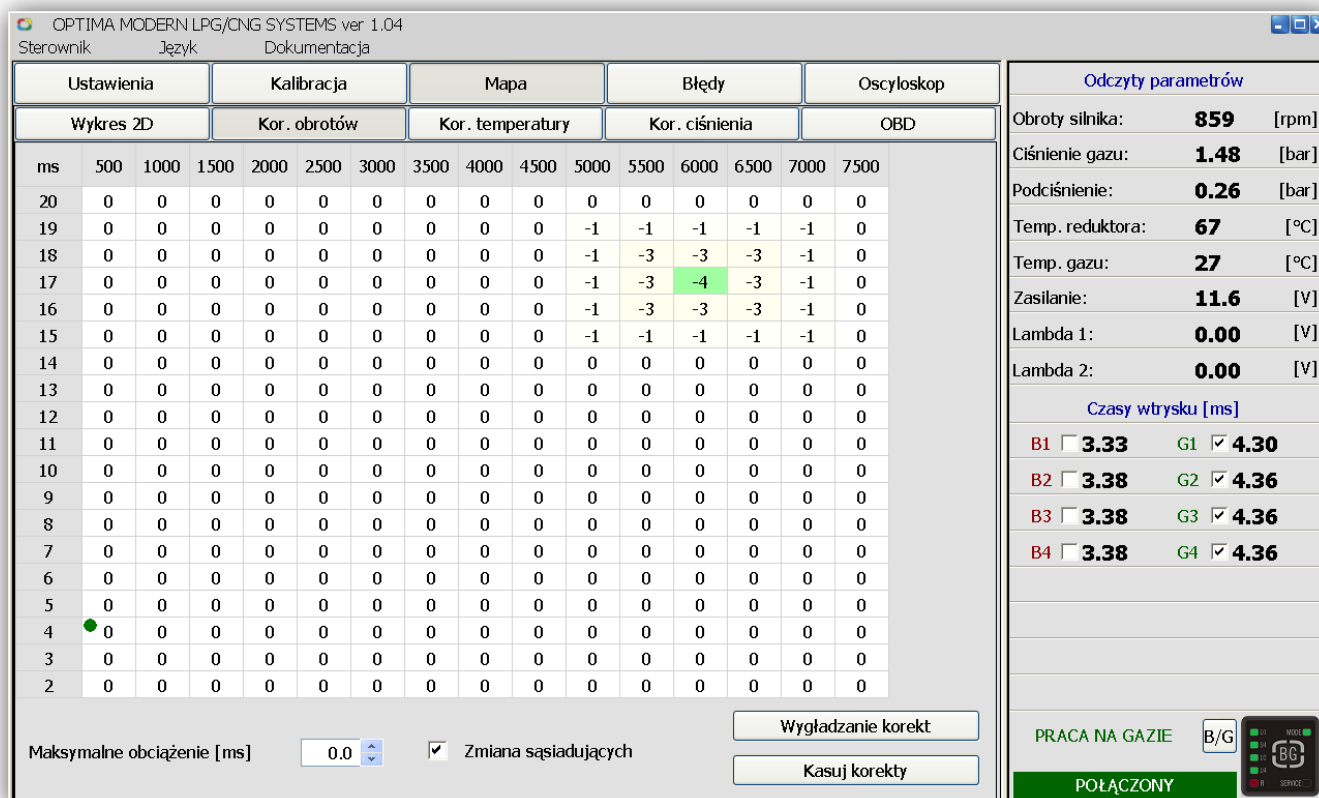 OPTIMA MODERN LPG/CNG SYSTEMS ver 1.04
Sterownik Język Dokumentacja
Ustawienia Kalibracja Mapa Błędy Oscyloskop
Wykres 2D Kor. obrotów Kor. temperatury Kor. ciśnienia OBD
ms 500 1000 1500 2000 2500 3000 3500 4000 4500 5000 5500 6000 6500 7000 7500
20 0 0 0 0 0 0 0 0 0 0 0 0 0 0 0
19 0 0 0 0 0 0 0 0 0 -1 -1 -1 -1 -1 0
18 0 0 0 0 0 0 0 0 0 -1 -3 -3 -3 -1 0
17 0 0 0 0 0 0 0 0 0 -1 -3 -4 -3 -1 0
16 0 0 0 0 0 0 0 0 0 -1 -3 -3 -3 -1 0
15 0 0 0 0 0 0 0 0 0 -1 -1 -1 -1 -1 0
14 0 0 0 0 0 0 0 0 0 0 0 0 0 0 0
13 0 0 0 0 0 0 0 0 0 0 0 0 0 0 0
12 0 0 0 0 0 0 0 0 0 0 0 0 0 0 0
11 0 0 0 0 0 0 0 0 0 0 0 0 0 0 0
10 0 0 0 0 0 0 0 0 0 0 0 0 0 0 0
9 0 0 0 0 0 0 0 0 0 0 0 0 0 0 0
8 0 0 0 0 0 0 0 0 0 0 0 0 0 0 0
7 0 0 0 0 0 0 0 0 0 0 0 0 0 0 0
6 0 0 0 0 0 0 0 0 0 0 0 0 0 0 0
5 0 0 0 0 0 0 0 0 0 0 0 0 0 0 0
4 0 0 0 0 0 0 0 0 0 0 0 0 0 0 0
3 0 0 0 0 0 0 0 0 0 0 0 0 0 0 0
2 0 0 0 0 0 0 0 0 0 0 0 0 0 0 0
Maksymalne obciążenie [ms] 0.0 Zmiana sąsiadujących
Wygładzanie korekt
Kasuj korekty
Odczyty parametrów
Obroty silnika: 859 [rpm]
Ciśnienie gazu: 1.48 [bar]
Podciśnienie: 0.26 [bar]
Temp. reduktora: 67 [°C]
Temp. gazu: 27 [°C]
Zasilanie: 11.6 [V]
Lambda 1: 0.00 [V]
Lambda 2: 0.00 [V]
Czasy wtrysku [ms]
B1 3.33 G1 4.30
B2 3.38 G2 4.36
B3 3.38 G3 4.36
B4 3.38 G4 4.36
PRACA NA GAZIE B/G
POŁĄCZONY
MODE
BG
R SERVICE